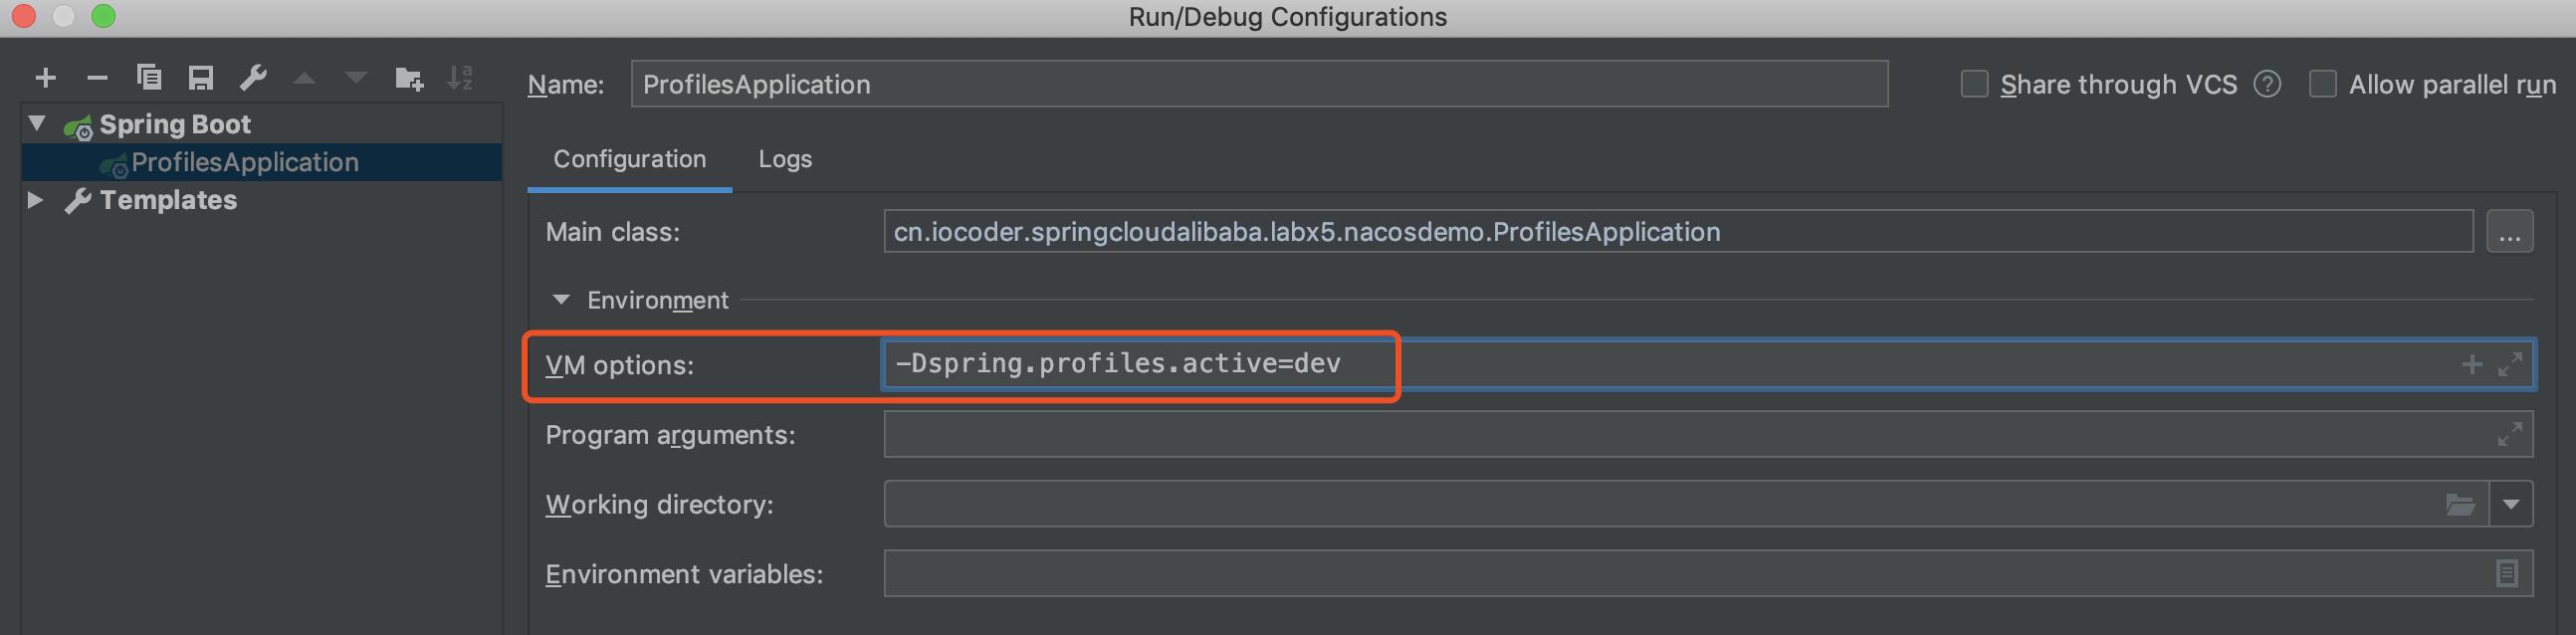 Run/Debug Configurations
Name: ProfilesApplication
Share through VCS ?
Allow parallel run
Spring Boot
ProfilesApplication
Templates
Configuration
Logs
Main class: cn.iocoder.springcloudalibaba.labx5.nacosdemo.ProfilesApplication ...
Environment
VM options: -Dspring.profiles.active=dev
Program arguments:
Working directory:
Environment variables: